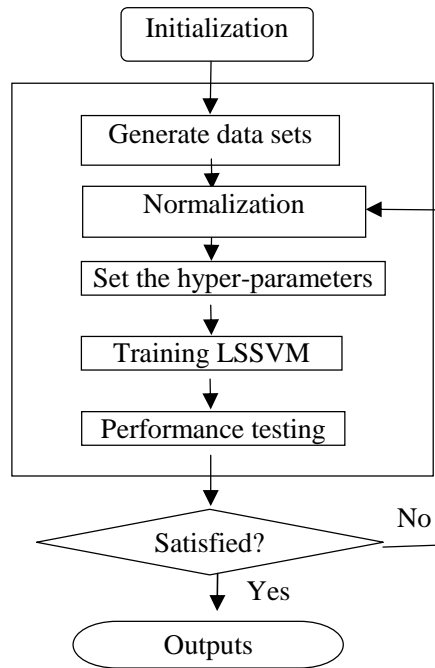 Initialization
Generate data sets
Normalization
Set the hyper-parameters
Training LSSVM
Performance testing
Satisfied?
No
Yes
Outputs